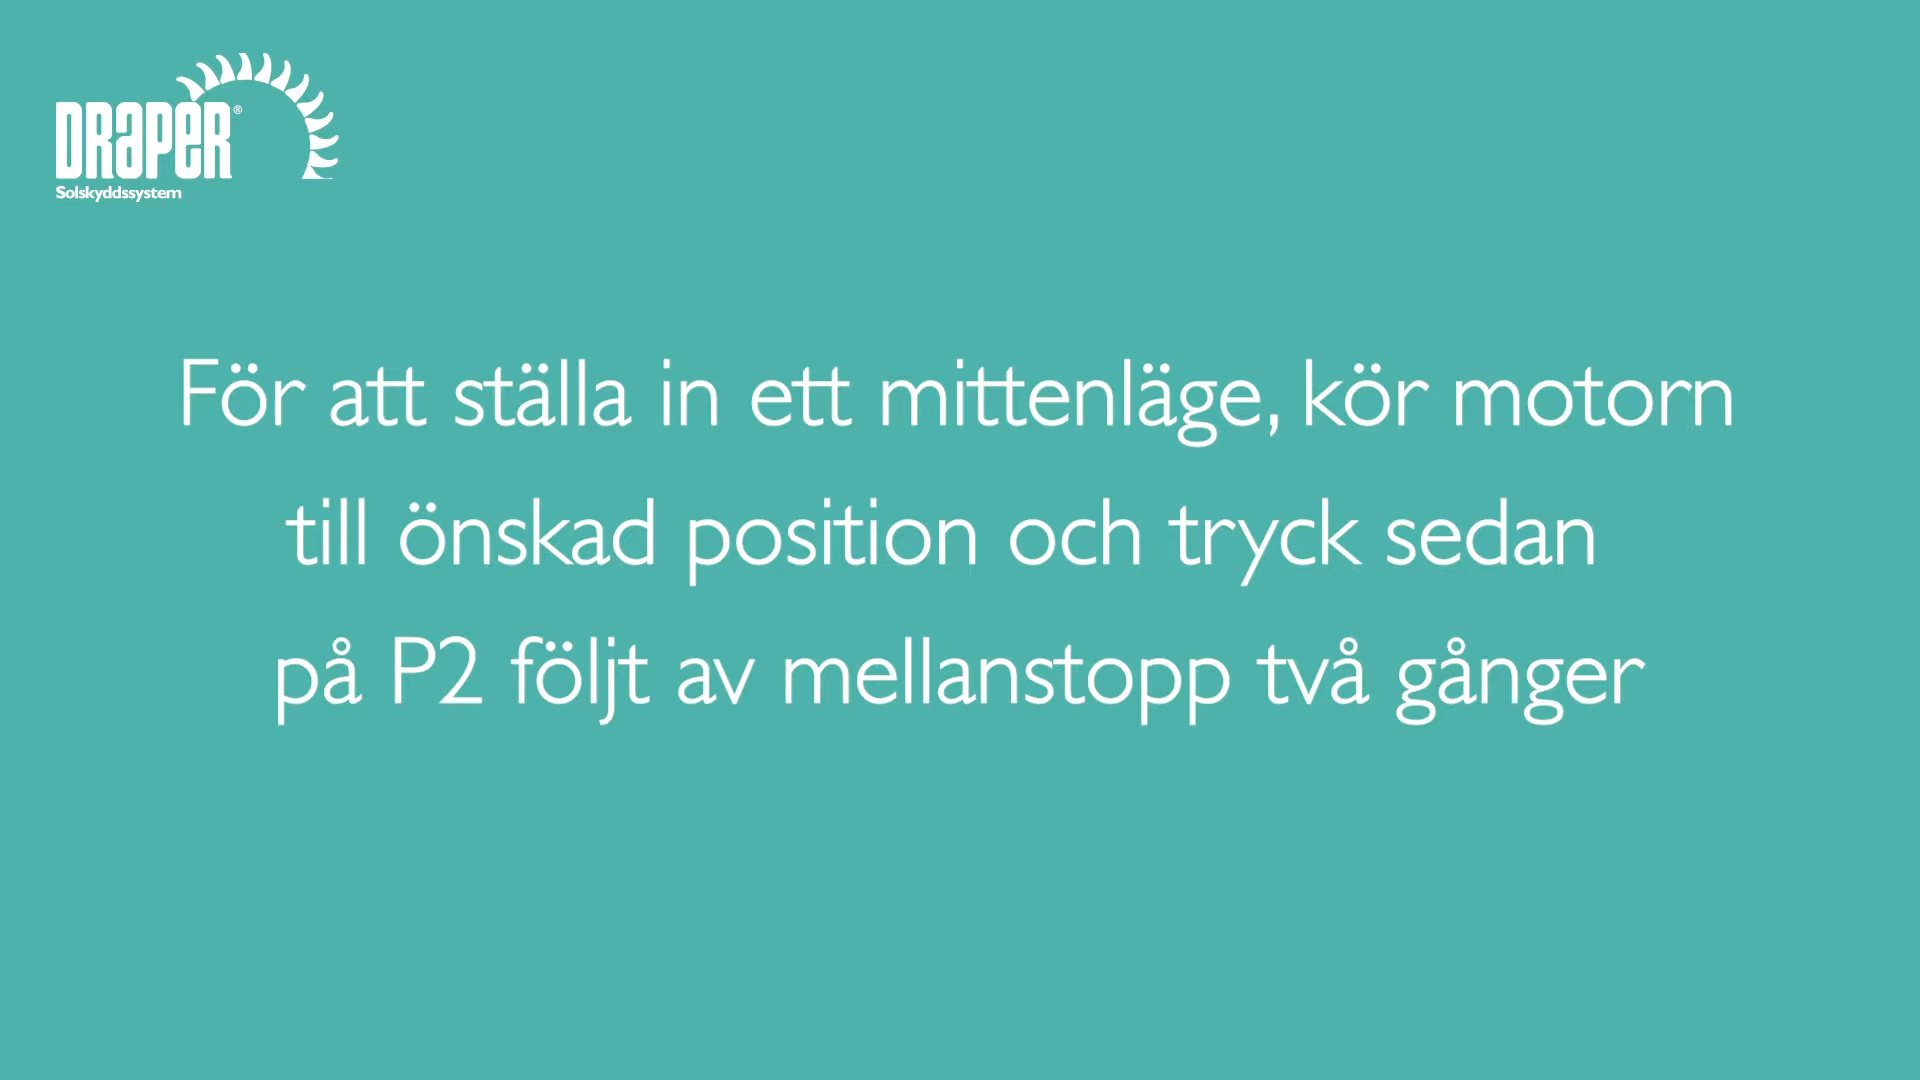 DRAPER®
Solskyddssystem
För att ställa in ett mittenläge, kör motorn
till önskad position och tryck sedan
på P2 följt av mellanstopp två gånger